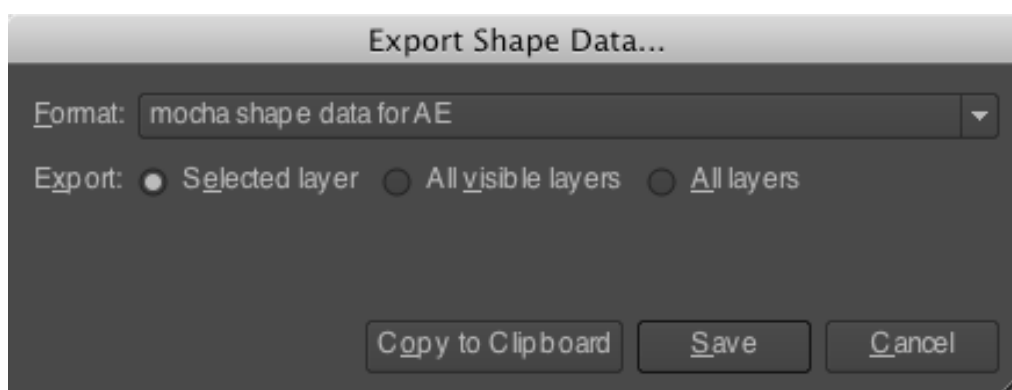 Export Shape Data...
Format: mocha shape data for AE
Export: Selected layer All visible layers All layers
Copy to Clipboard Save Cancel